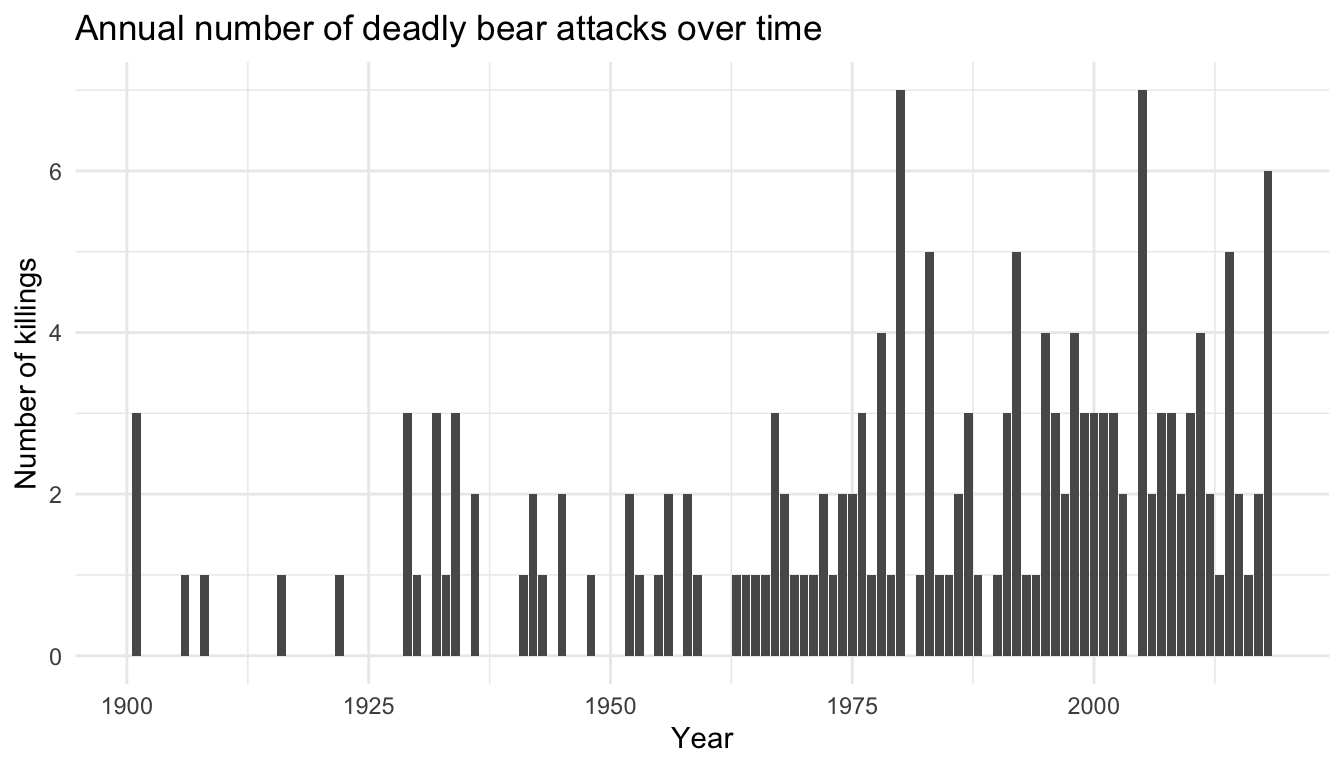 Annual number of deadly bear attacks over time
Number of killings
6
4
2
0
1900 1925 1950 1975 2000
Year